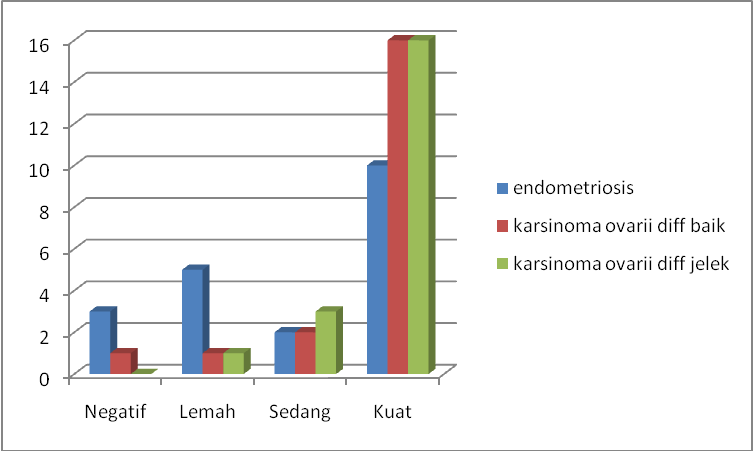 16
14
12
10
8
6
4
2
0
Negatif Lemah Sedang Kuat
endometriosis
karsinoma ovarii diff baik
karsinoma ovarii diff jelek